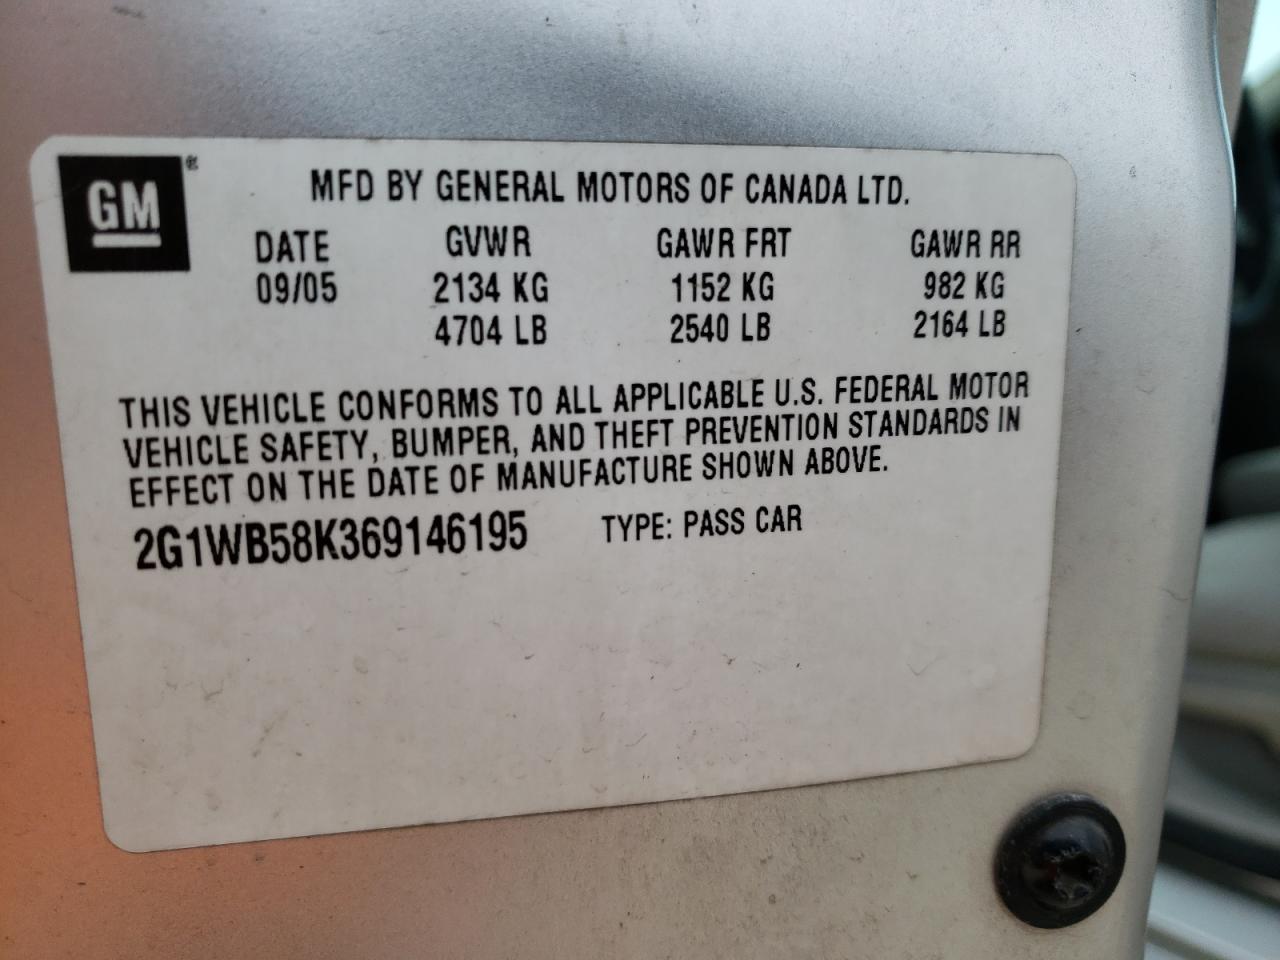 GM ®
MFD BY GENERAL MOTORS OF CANADA LTD.
DATE GVWR GAWR FRT GAWR RR
09/05 2134 KG 1152 KG 982 KG
4704 LB 2540 LB 2164 LB
THIS VEHICLE CONFORMS TO ALL APPLICABLE U.S. FEDERAL MOTOR
VEHICLE SAFETY, BUMPER, AND THEFT PREVENTION STANDARDS IN
EFFECT ON THE DATE OF MANUFACTURE SHOWN ABOVE.
2G1WB58K369146195 TYPE: PASS CAR